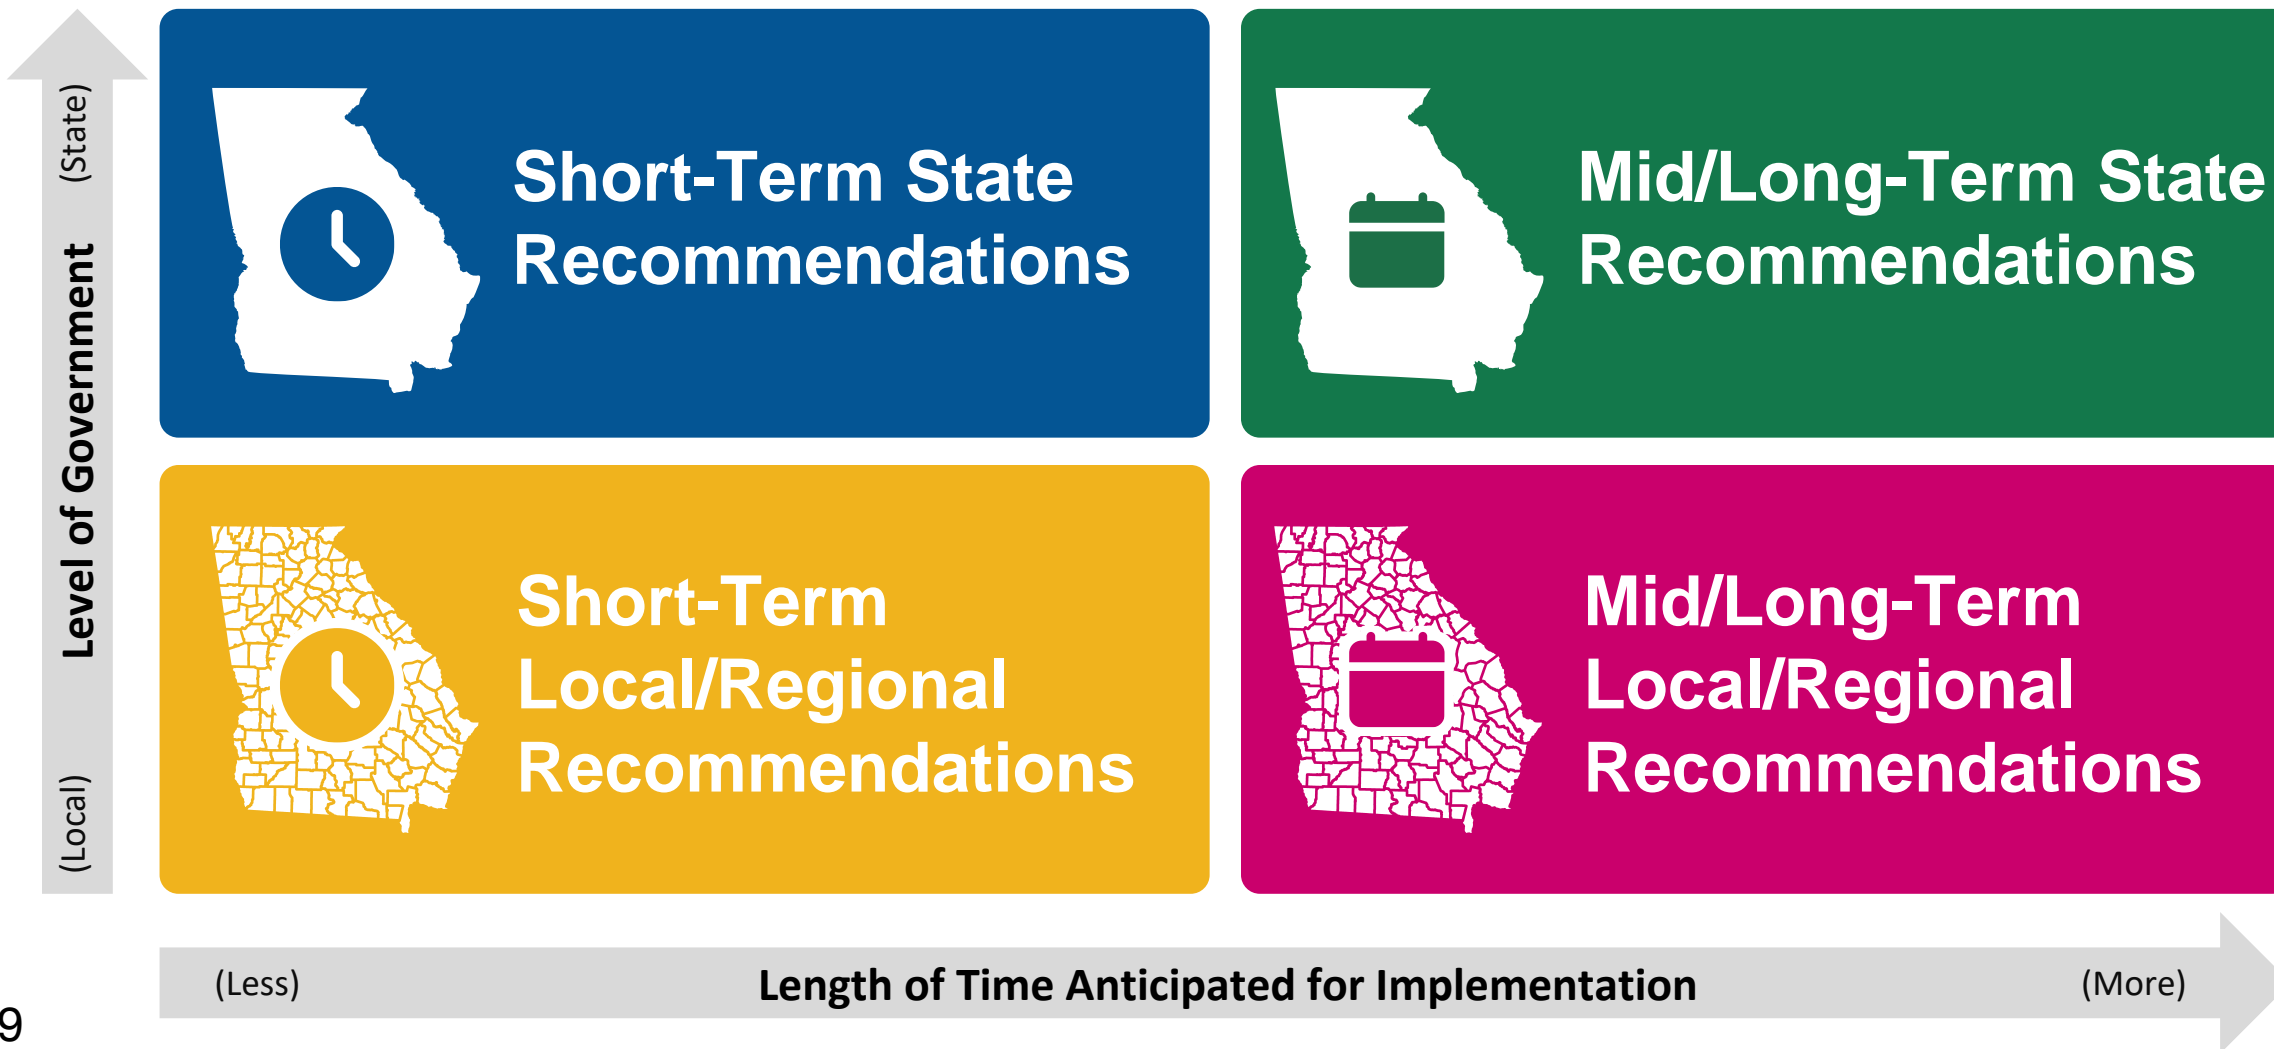 (State)
Level of Government
(Local)
Short-Term State
Recommendations
Mid/Long-Term State
Recommendations
Short-Term
Local/Regional
Recommendations
Mid/Long-Term
Local/Regional
Recommendations
(Less)
Length of Time Anticipated for Implementation
(More)
9